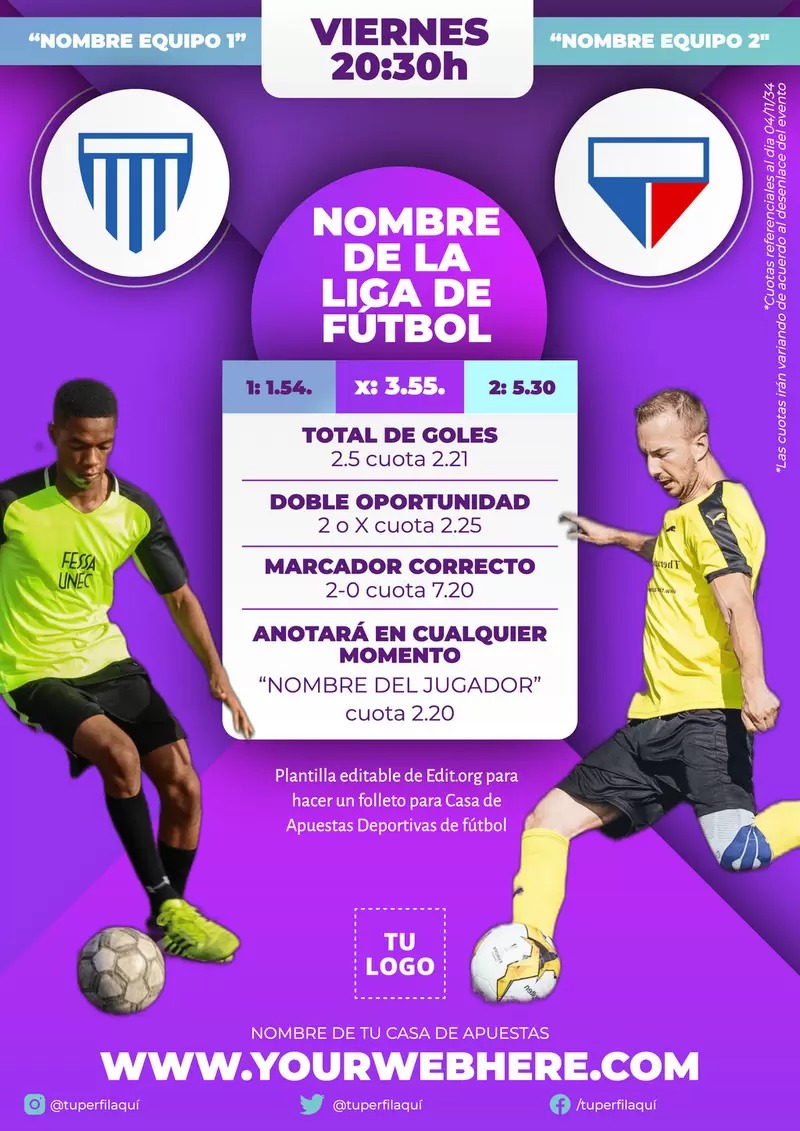 “NOMBRE EQUIPO 1”
VIERNES
20:30h
“NOMBRE EQUIPO 2"
*Cuotas referenciales al dia 04/11/34
*Las cuotas irán variando de acuerdo al desenlace del evento
NOMBRE
DE LA
LIGA DE
FÚTBOL
1: 1.54.
x: 3.55.
2: 5.30
TOTAL DE GOLES
2.5 cuota 2.21
DOBLE OPORTUNIDAD
2 o X cuota 2.25
MARCADOR CORRECTO
2-0 cuota 7.20
ANOTARÁ EN CUALQUIER
MOMENTO
“NOMBRE DEL JUGADOR”
cuota 2.20
FESSA
UNEC
Plantilla editable de Edit.org para
hacer un folleto para Casa de
Apuestas Deportivas de fútbol
TU
LOGO
NOMBRE DE TU CASA DE APUESTAS
WWW.YOURWEBHERE.COM
@tuperfilaquí
@tuperfilaquí
/tuperfilaquí